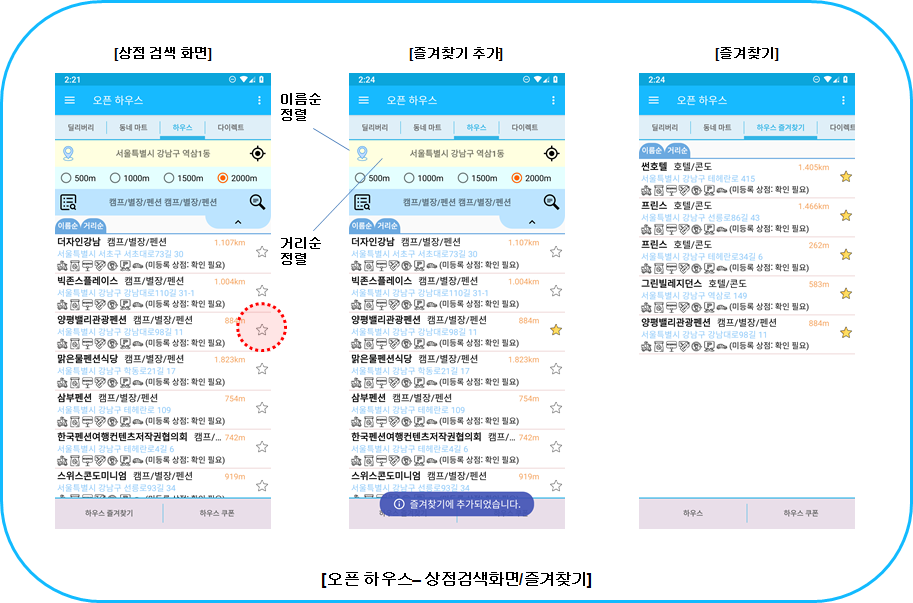 [상점 검색 화면]
2:21
오픈 하우스
딜리버리 동네 마트 하우스 다이렉트
서울특별시 강남구 역삼1동
500m 1000m 1500m 2000m
캠프/별장/펜션 캠프/별장/펜션
이름순 거리순
더자인강남 캠프/별장/펜션 1.107km
서울특별시 서초구 서초대로73길 30
(미등록 상점: 확인 필요)
빅존스플레이스 캠프/별장/펜션 1.004km
서울특별시 강남구 강남대로110길 31-1
(미등록 상점: 확인 필요)
양평밸리관광펜션 캠프/별장/펜션 884m
서울특별시 강남구 강남대로98길 11
(미등록 상점: 확인 필요)
맑은물펜션식당 캠프/별장/펜션 1.823km
서울특별시 강남구 학동로21길 17
(미등록 상점: 확인 필요)
삼부펜션 캠프/별장/펜션 754m
서울특별시 강남구 테헤란로 109
(미등록 상점: 확인 필요)
한국펜션여행컨텐츠저작권협의회 캠프/... 742m
서울특별시 강남구 테헤란로4길 6
(미등록 상점: 확인 필요)
스위스콘도미니엄 캠프/별장/펜션 919m
서울특별시 강남구 선릉로93길 34
하우스 즐겨찾기 하우스 쿠폰
이름순
정렬
거리순
정렬
[즐겨찾기 추가]
2:24
오픈 하우스
딜리버리 동네 마트 하우스 다이렉트
서울특별시 강남구 역삼1동
500m 1000m 1500m 2000m
캠프/별장/펜션 캠프/별장/펜션
이름순 거리순
더자인강남 캠프/별장/펜션 1.107km
서울특별시 서초구 서초대로73길 30
(미등록 상점: 확인 필요)
빅존스플레이스 캠프/별장/펜션 1.004km
서울특별시 강남구 강남대로110길 31-1
(미등록 상점: 확인 필요)
양평밸리관광펜션 캠프/별장/펜션 884m
서울특별시 강남구 강남대로98길 11
(미등록 상점: 확인 필요)
맑은물펜션식당 캠프/별장/펜션 1.823km
서울특별시 강남구 학동로21길 17
(미등록 상점: 확인 필요)
삼부펜션 캠프/별장/펜션 754m
서울특별시 강남구 테헤란로 109
(미등록 상점: 확인 필요)
한국펜션여행컨텐츠저작권협의회 캠프/... 742m
서울특별시 강남구 테헤란로4길 6
(미등록 상점: 확인 필요)
스위스콘도미니엄 캠프/별장/펜션 919m
서울특별시 강남구 선릉로93길 34
즐겨찾기에 추가되었습니다.
[즐겨찾기]
2:24
오픈 하우스
딜리버리 동네 마트 하우스 즐겨찾기 다이렉트
이름순 거리순
썬호텔 호텔/콘도 1.405km
서울특별시 강남구 테헤란로 415
(미등록 상점: 확인 필요)
프린스 호텔/콘도 1.466km
서울특별시 강남구 선릉로86길 43
(미등록 상점: 확인 필요)
프린스 호텔/콘도 262m
서울특별시 강남구 테헤란로34길 6
(미등록 상점: 확인 필요)
그린빌레지던스 호텔/콘도 583m
서울특별시 강남구 역삼로 149
(미등록 상점: 확인 필요)
양평밸리관광펜션 캠프/별장/펜션 884m
서울특별시 강남구 강남대로98길 11
(미등록 상점: 확인 필요)
하우스 하우스 쿠폰
[오픈 하우스– 상점검색화면/즐겨찾기]